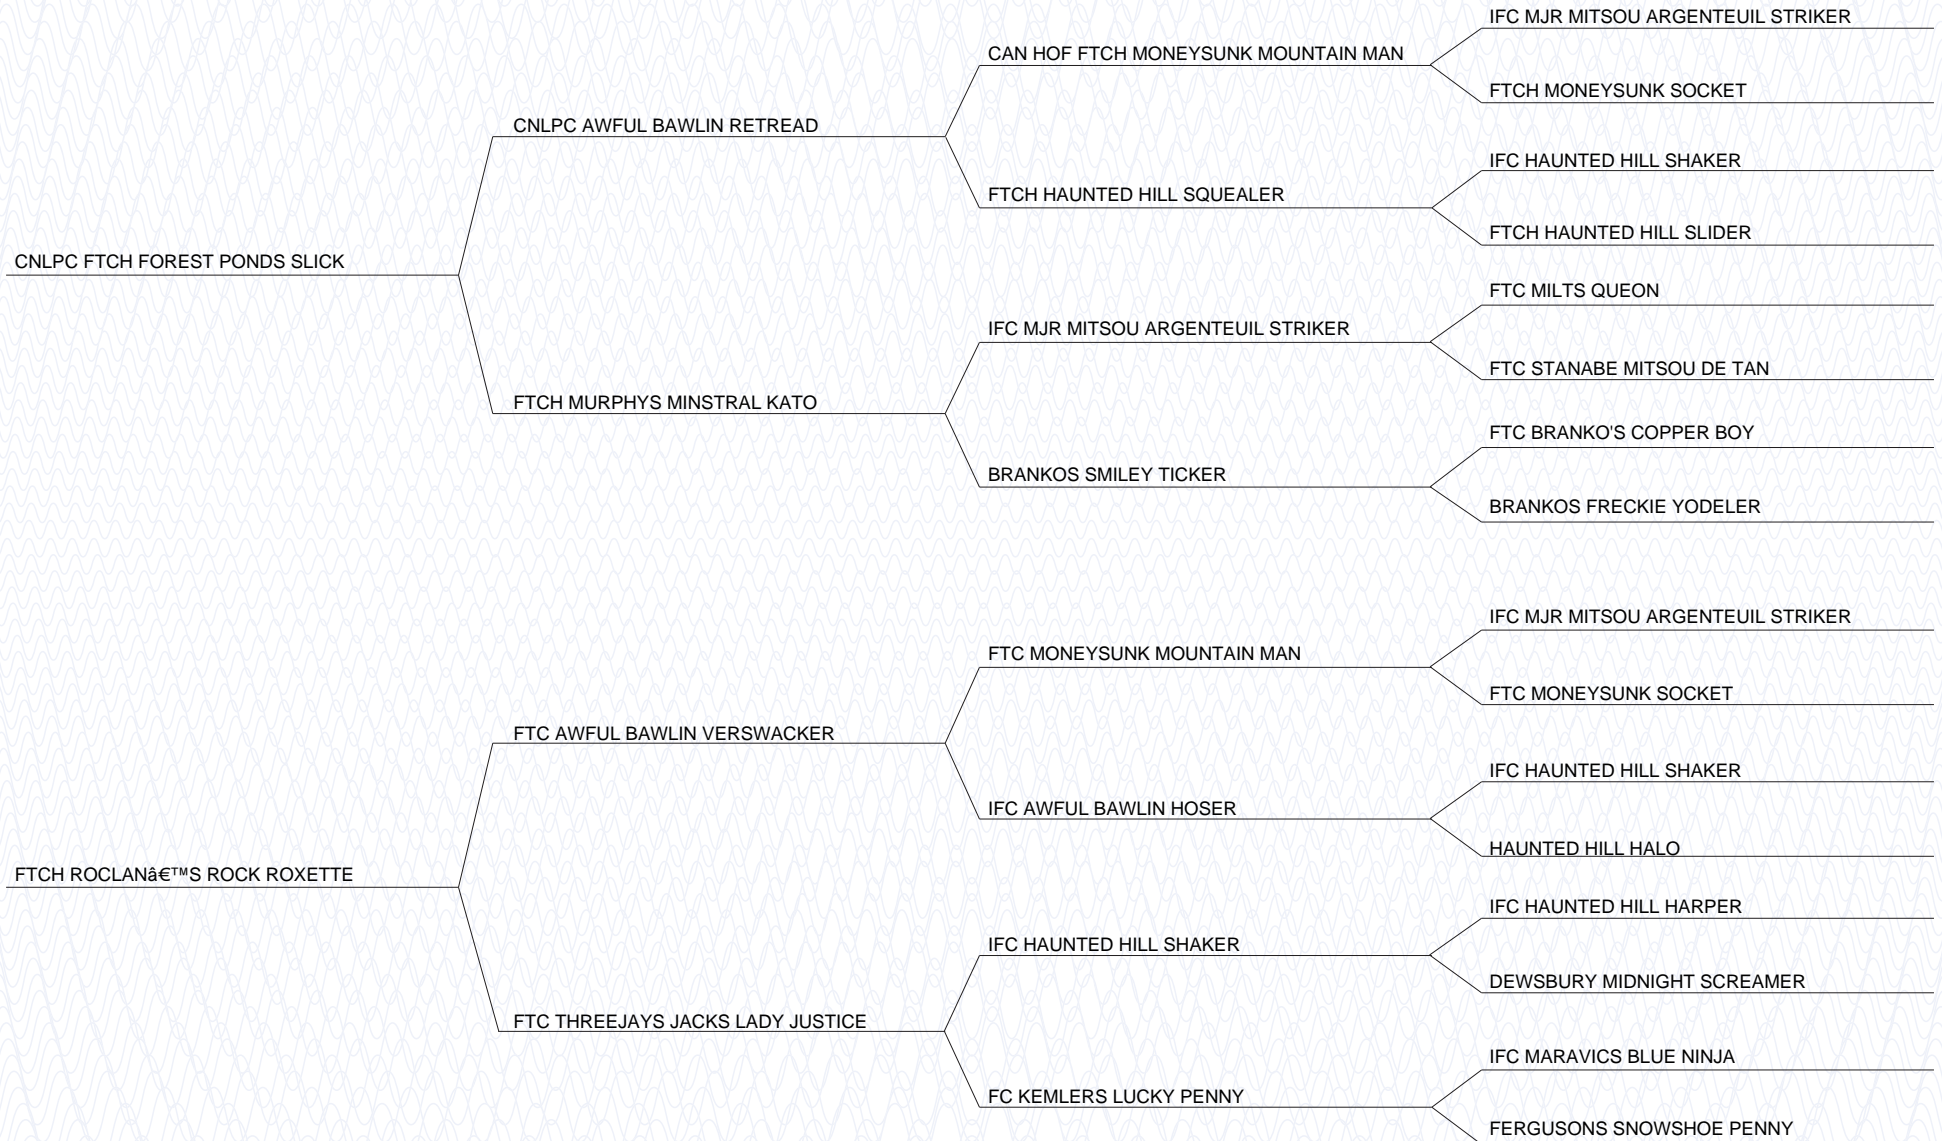 IFC MJR MITSOU ARGENTEUIL STRIKER
CAN HOF FTCH MONEYSUNK MOUNTAIN MAN
FTCH MONEYSUNK SOCKET
CNLPC AWFUL BAWLIN RETREAD
IFC HAUNTED HILL SHAKER
FTCH HAUNTED HILL SQUEALER
FTCH HAUNTED HILL SLIDER
CNLPC FTCH FOREST PONDS SLICK
FTC MILTS QUEON
IFC MJR MITSOU ARGENTEUIL STRIKER
FTC STANABE MITSOU DE TAN
FTCH MURPHYS MINSTRAL KATO
FTC BRANKO'S COPPER BOY
BRANKOS SMILEY TICKER
BRANKOS FRECKIE YODELER
IFC MJR MITSOU ARGENTEUIL STRIKER
FTC MONEYSUNK MOUNTAIN MAN
FTC MONEYSUNK SOCKET
FTC AWFUL BAWLIN VERSWACKER
IFC HAUNTED HILL SHAKER
IFC AWFUL BAWLIN HOSER
HAUNTED HILL HALO
FTCH ROCLANâ€™S ROCK ROXETTE
IFC HAUNTED HILL HARPER
IFC HAUNTED HILL SHAKER
DEWSBURY MIDNIGHT SCREAMER
FTC THREEJAYS JACKS LADY JUSTICE
IFC MARAVICS BLUE NINJA
FC KEMLERS LUCKY PENNY
FERGUSONS SNOWSHOE PENNY